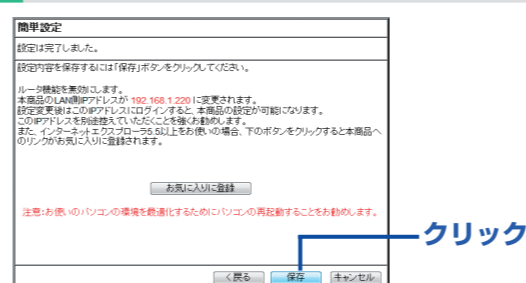 簡単設定
設定は完了しました。
設定内容を保存するには「保存」ボタンをクリックしてください。
ルータ機能を無効にします。
本商品のLAN側IPアドレスが 192.168.1.220 に変更されます。
設定変更後はこのIPアドレスにログインすると、本商品の設定が可能になります。
このIPアドレスを別途控えていただくことを強くお勧めします。
また、インターネットエクスプローラ5.5以上をお使いの場合、下のボタンをクリックすると本商品へ
のリンクがお気に入りに登録されます。
お気に入りに登録
注意:お使いのパソコンの環境を最適化するためにパソコンの再起動することをお勧めします。
クリック
<戻る 保存 キャンセル